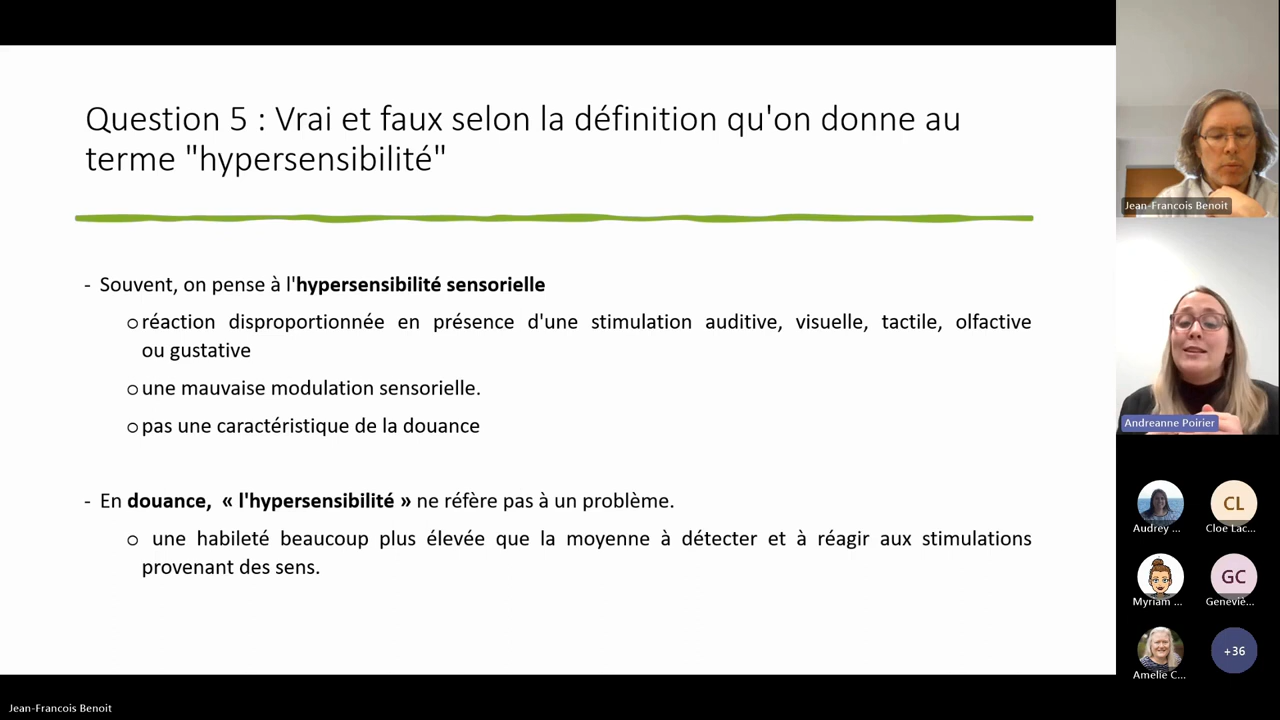 Question 5 : Vrai et faux selon la définition qu'on donne au
terme "hypersensibilité"
- Souvent, on pense à l'hypersensibilité sensorielle
o réaction disproportionnée en présence d'une stimulation auditive, visuelle, tactile, olfactive
ou gustative
o une mauvaise modulation sensorielle.
o pas une caractéristique de la douance
- En douance, « l'hypersensibilité » ne réfère pas à un problème.
o une habileté beaucoup plus élevée que la moyenne à détecter et à réagir aux stimulations
provenant des sens.
Jean-Francois Benoit
Andreanne Poirier
CL
Audrey ...
Cloe Lac...
GC
Myriam ...
Geneviè...
+36
Amelie C...
Jean-Francois Benoit